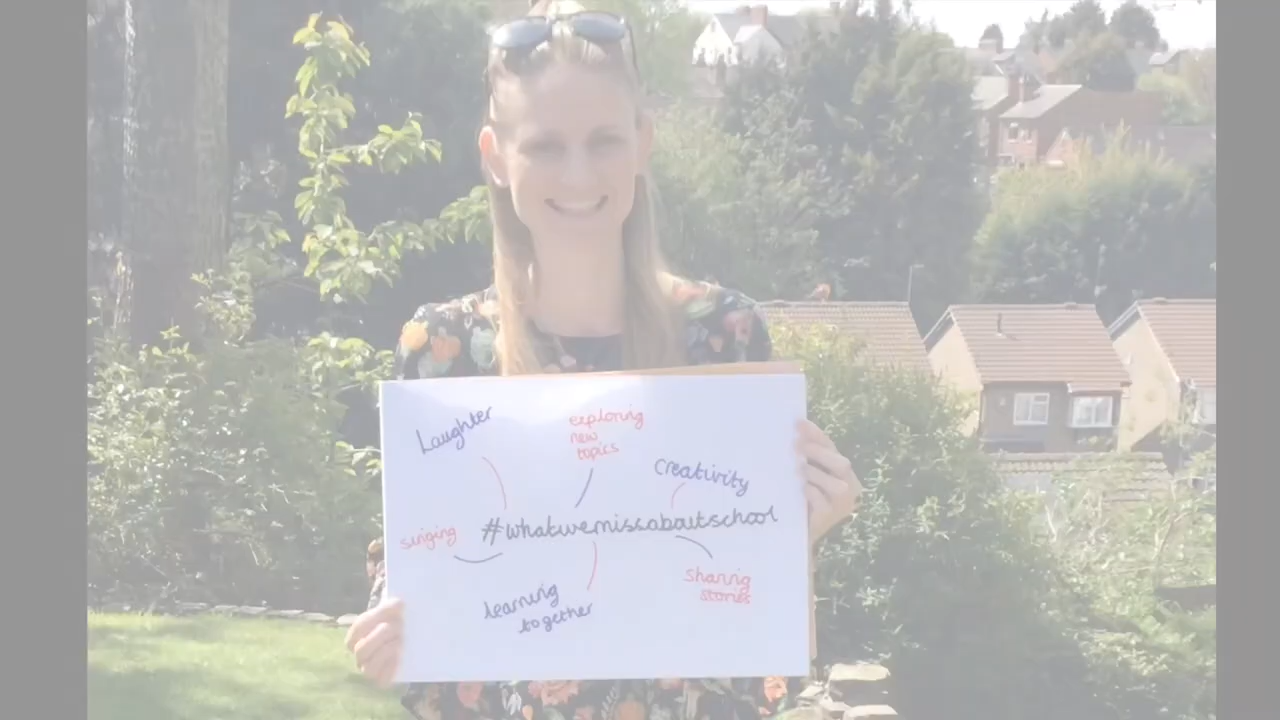 Laughter
exploring
new
topics
creativity
#whatwemissaboutschool
singing
sharing
stories
learning
together